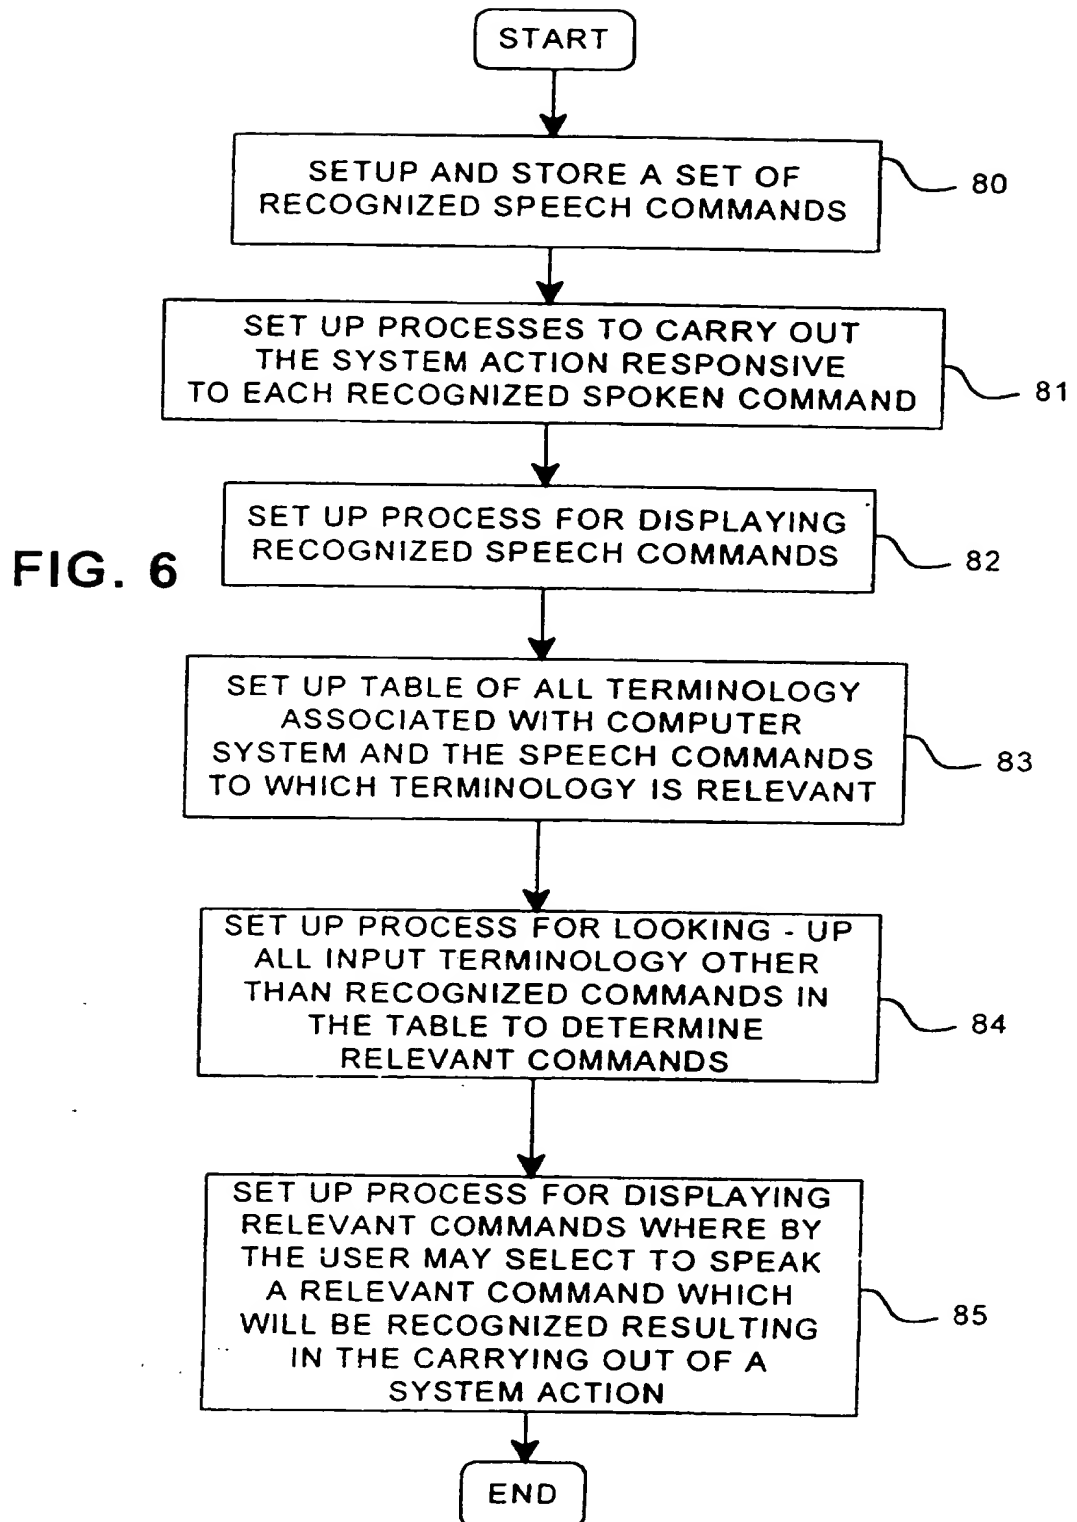 START
SETUP AND STORE A SET OF
RECOGNIZED SPEECH COMMANDS
80
SET UP PROCESSES TO CARRY OUT
THE SYSTEM ACTION RESPONSIVE
TO EACH RECOGNIZED SPOKEN COMMAND
81
SET UP PROCESS FOR DISPLAYING
RECOGNIZED SPEECH COMMANDS
82
FIG. 6
SET UP TABLE OF ALL TERMINOLOGY
ASSOCIATED WITH COMPUTER
SYSTEM AND THE SPEECH COMMANDS
TO WHICH TERMINOLOGY IS RELEVANT
83
SET UP PROCESS FOR LOOKING - UP
ALL INPUT TERMINOLOGY OTHER
THAN RECOGNIZED COMMANDS IN
THE TABLE TO DETERMINE
RELEVANT COMMANDS
84
SET UP PROCESS FOR DISPLAYING
RELEVANT COMMANDS WHERE BY
THE USER MAY SELECT TO SPEAK
A RELEVANT COMMAND WHICH
WILL BE RECOGNIZED RESULTING
IN THE CARRYING OUT OF A
SYSTEM ACTION
85
END